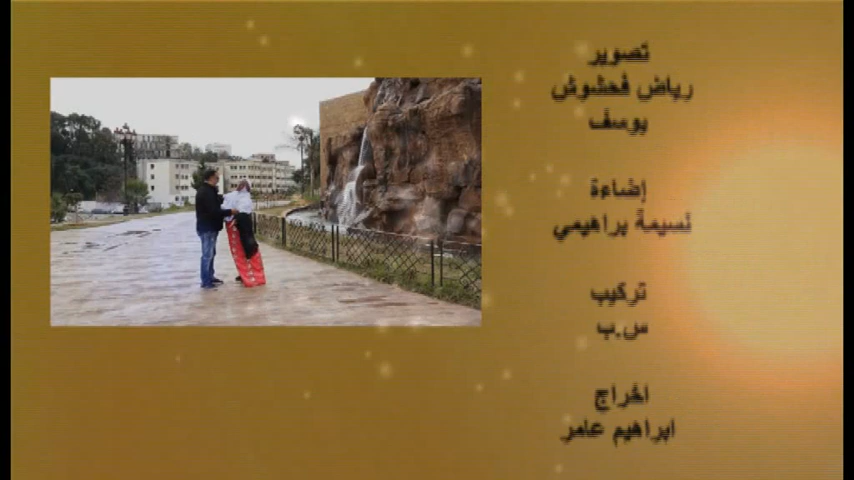 تصوير
رياض فحشوش
يوسف
إضاءة
نسيمة براهيمي
تركيب
س.ب
اخراج
ابراهيم عامر